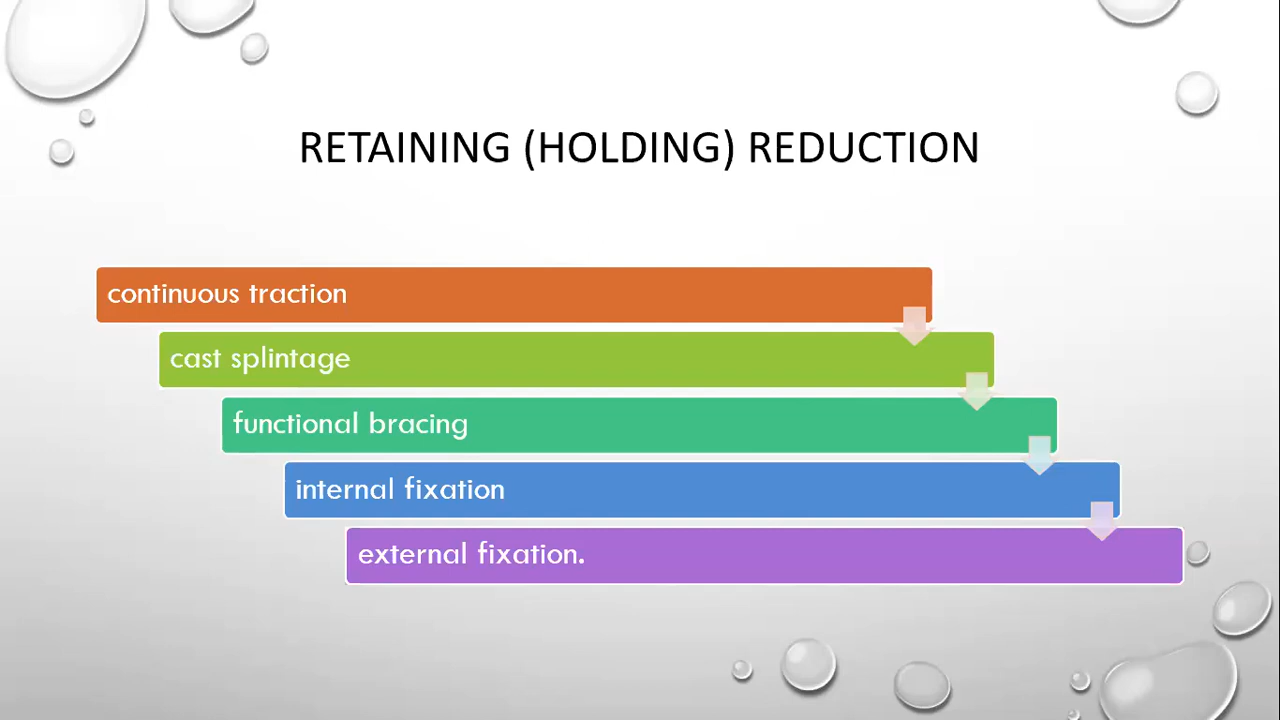 RETAINING (HOLDING) REDUCTION
continuous traction
cast splintage
functional bracing
internal fixation
external fixation.